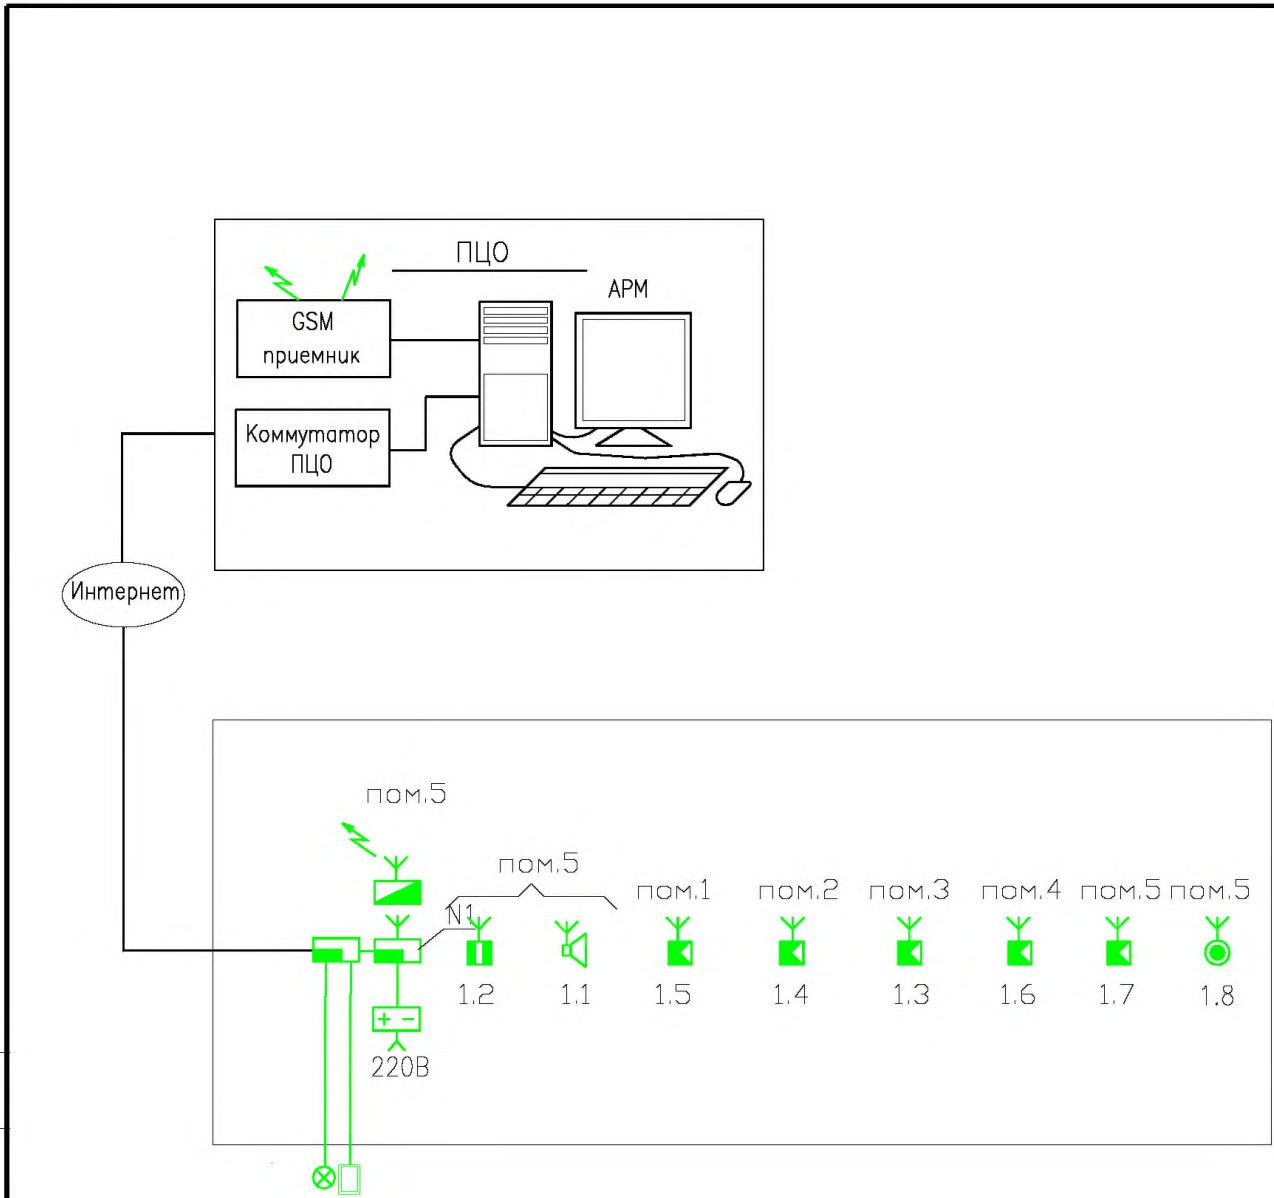 ПЦО
АРМ
GSM
приемник
Коммутатор
ПЦО
Интернет
пом.5
пом.5
N1
пом.1
пом.2
пом.3
пом.4
пом.5
пом.5
1.2
1.1
1.5
1.4
1.3
1.6
1.7
1.8
+ -
220В